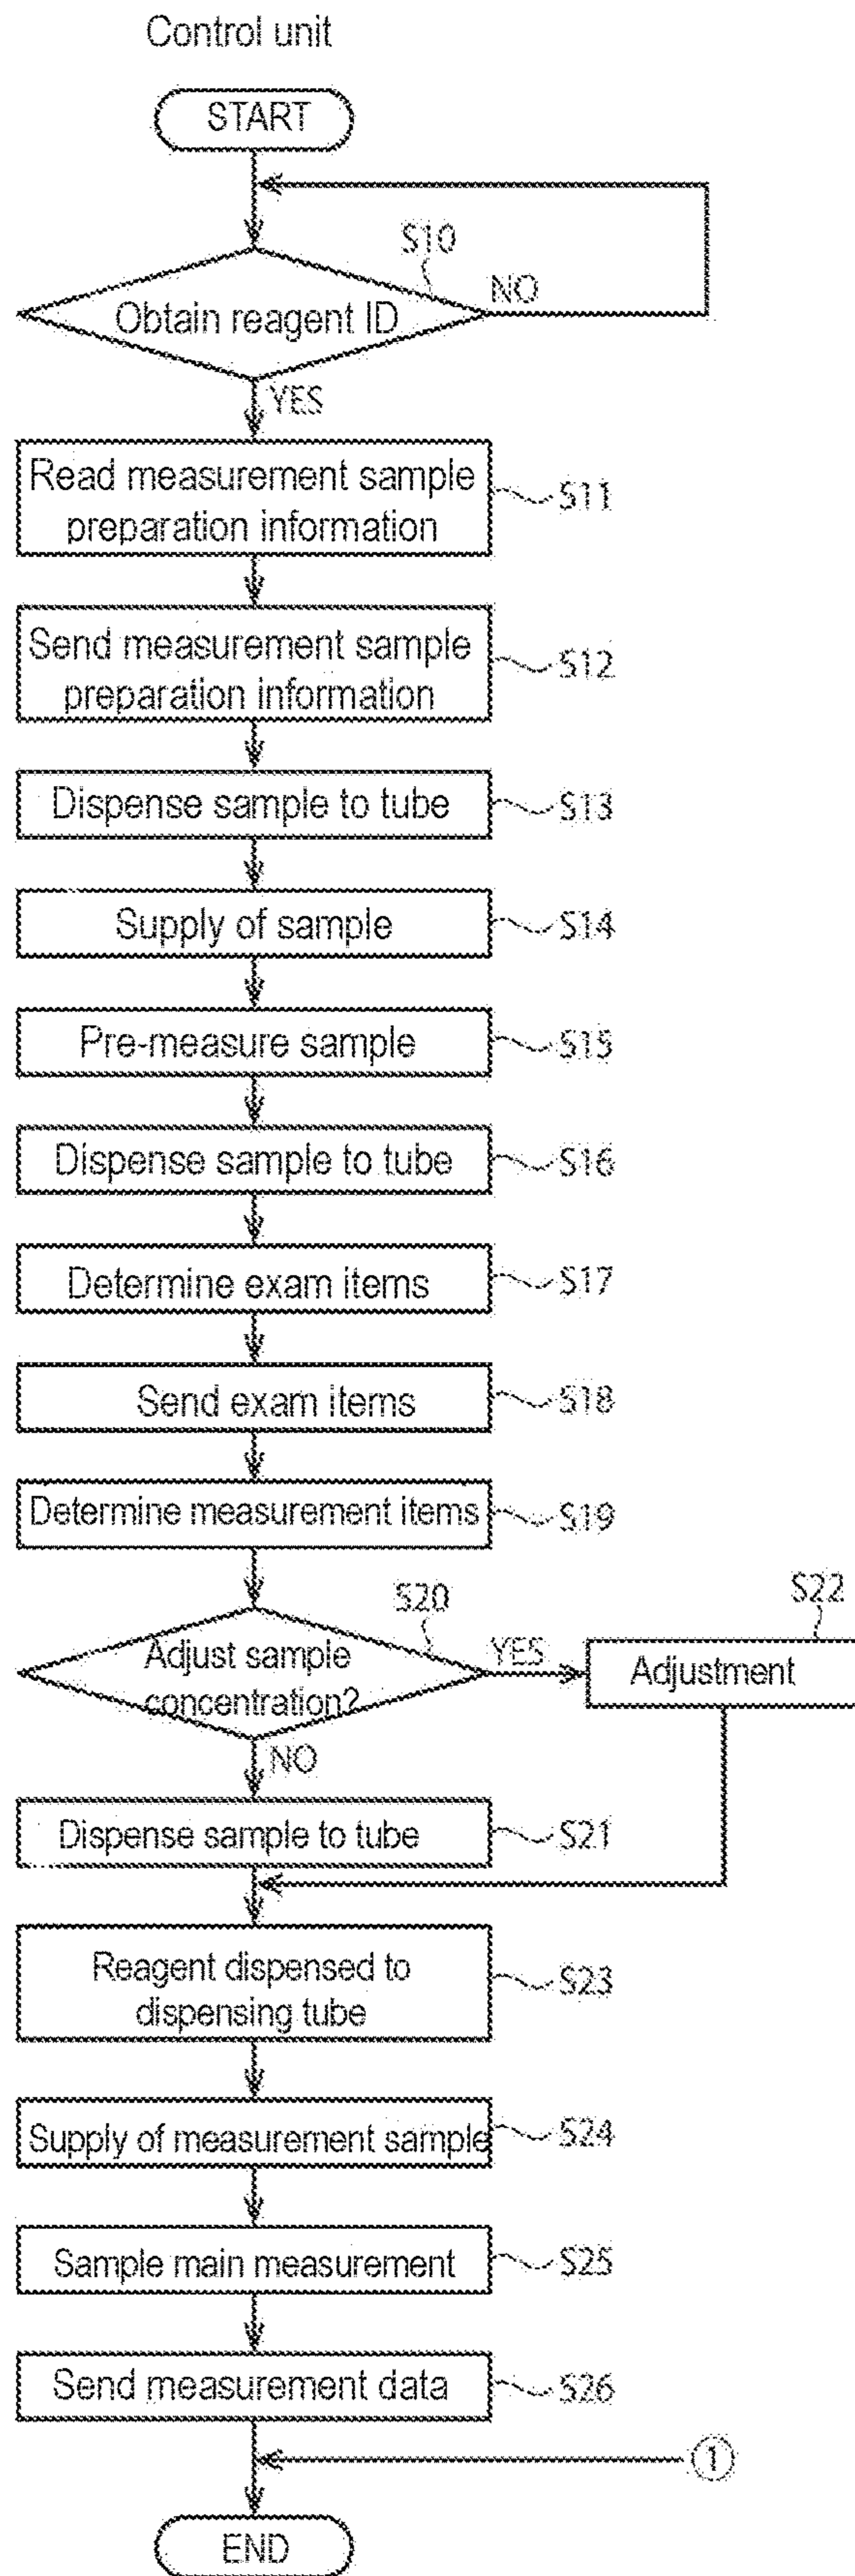 Control unit
START
S10
NO
Obtain reagent ID
YES
Read measurement sample
preparation information
S11
Send measurement sample
preparation information
S12
Dispense sample to tube
S13
Supply of sample
S14
Pre-measure sample
S15
Dispense sample to tube
S16
Determine exam items
S17
Send exam items
S18
Determine measurement items
S19
S20
S22
Adjust sample
concentration?
YES
Adjustment
NO
Dispense sample to tube
S21
Reagent dispensed to
dispensing tube
S23
Supply of measurement sample
S24
Sample main measurement
S25
Send measurement data
S26
1
END